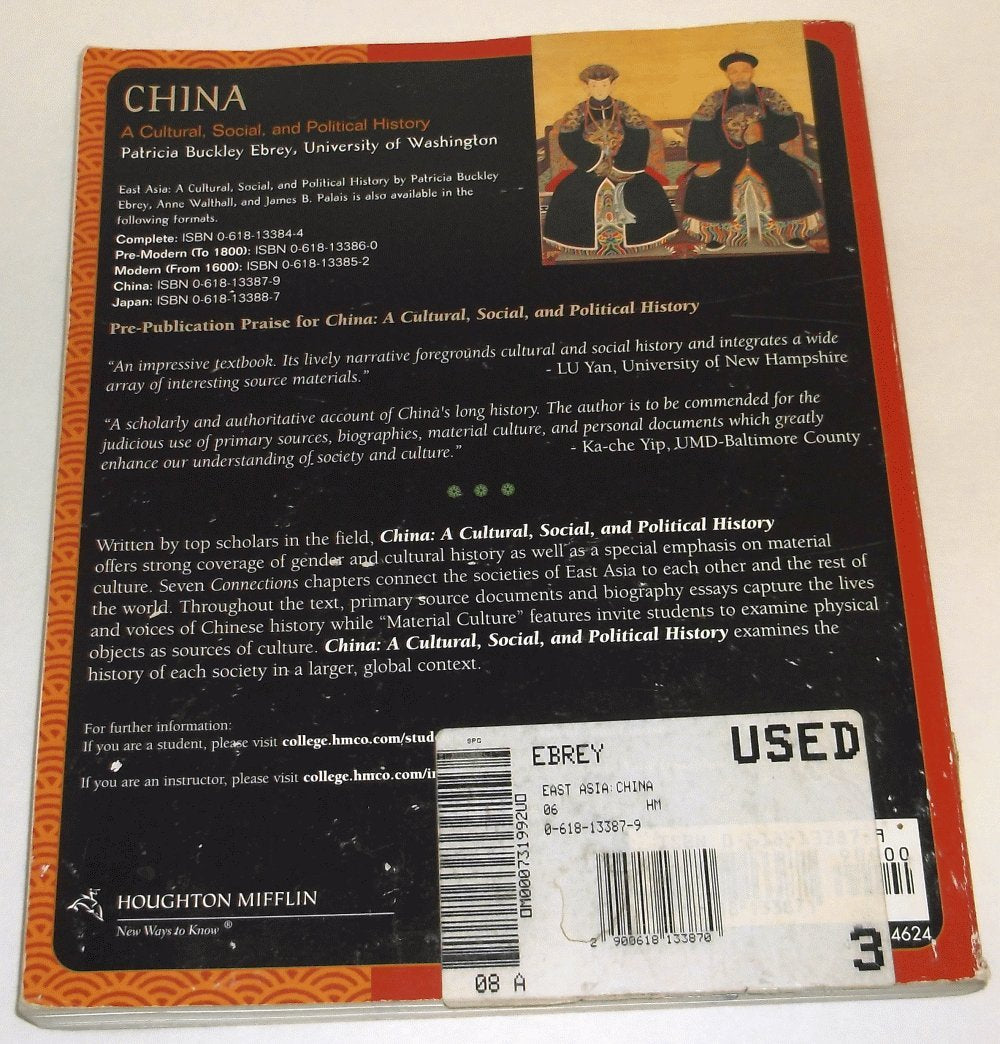 CHINA
A Cultural, Social, and Political History
Patricia Buckley Ebrey, University of Washington
East Asia: A Cultural, Social, and Political History by Patricia Buckley
Ebrey, Anne Walthall, and James B. Palais is also available in the
following formats.
Complete: ISBN 0-618-13384-4
Pre-Modern (To 1800): ISBN 0-618-13386-0
Modern (From 1600): ISBN 0-618-13385-2
China: ISBN 0-618-13387-9
Japan: ISBN 0-618-13388-7
Pre-Publication Praise for China: A Cultural, Social, and Political History
“An impressive textbook. Its lively narrative foregrounds cultural and social history and integrates a wide
array of interesting source materials.” - LU Yan, University of New Hampshire
“A scholarly and authoritative account of China's long history. The author is to be commended for the
judicious use of primary sources, biographies, material culture, and personal documents which greatly
enhance our understanding of society and culture.” - Ka-che Yip, UMD-Baltimore County
Written by top scholars in the field, China: A Cultural, Social, and Political History
offers strong coverage of gender and cultural history as well as a special emphasis on material
culture. Seven Connections chapters connect the societies of East Asia to each other and the rest of
the world. Throughout the text, primary source documents and biography essays capture the lives
and voices of Chinese history while “Material Culture” features invite students to examine physical
objects as sources of culture. China: A Cultural, Social, and Political History examines the
history of each society in a larger, global context.
For further information:
If you are a student, please visit college.hmco.com/stud
If you are an instructor, please visit college.hmco.com/
SPC
EBREY USED
EAST ASIA:CHINA
06 HM
0-618-13387-9
0M000731992U0
00
2 900618 133870
4624
3
08 A
HOUGHTON MIFFLIN
New Ways to Know ®